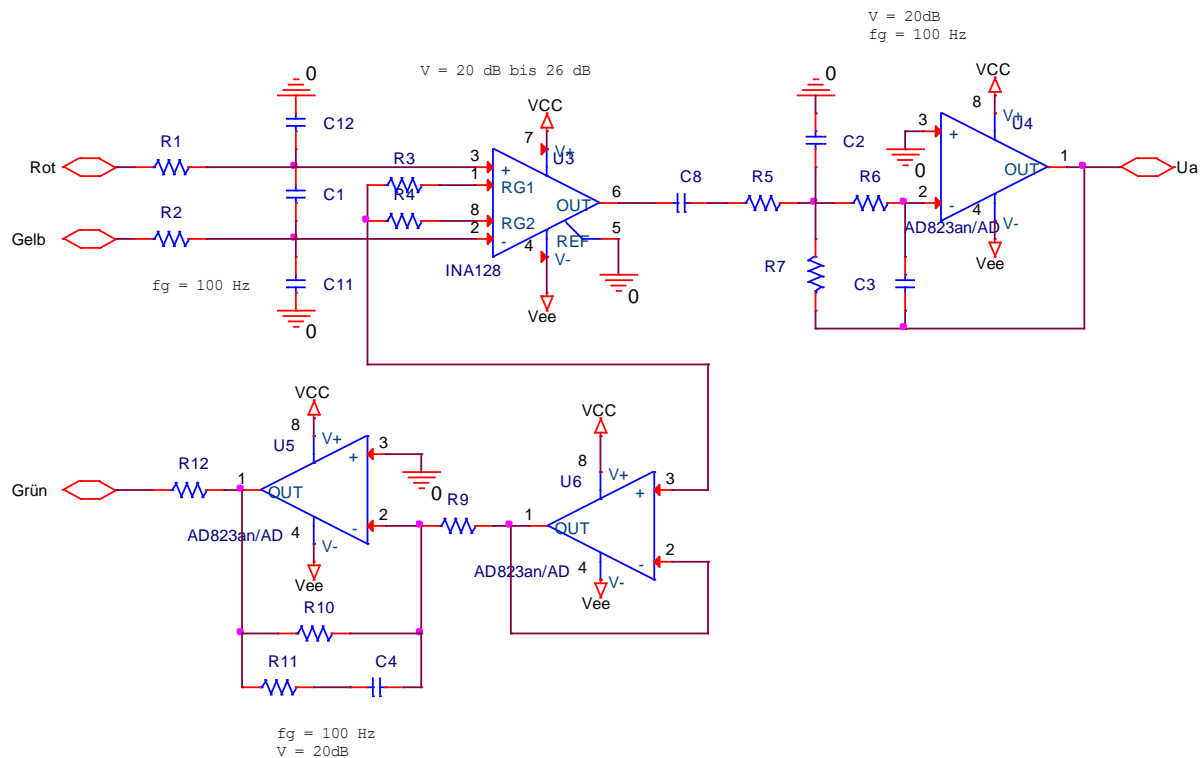 V = 20dB
fg = 100 Hz
V = 20 dB bis 26 dB
0
0
VCC
VCC
C12
7
V+
U3
8
V+
U4
R1
C2
3
+
Rot
3
+
R3
1
RG1
OUT
1
Ua
0
C1
R4
6
C8
R5
R6
R2
8
RG2
OUT
2
-
Gelb
2
-
4
REF
5
4
V-
AD823an/AD
V-
INA128
R7
C3
Vee
fg = 100 Hz
C11
0
0
Vee
VCC
VCC
8
V+
U5
3
+
8
V+
U6
R12
Grün
1
OUT
0
R9
3
+
2
-
1
OUT
AD823an/AD
4
V-
2
-
AD823an/AD
4
V-
Vee
Vee
R10
R11
C4
fg = 100 Hz
V = 20dB